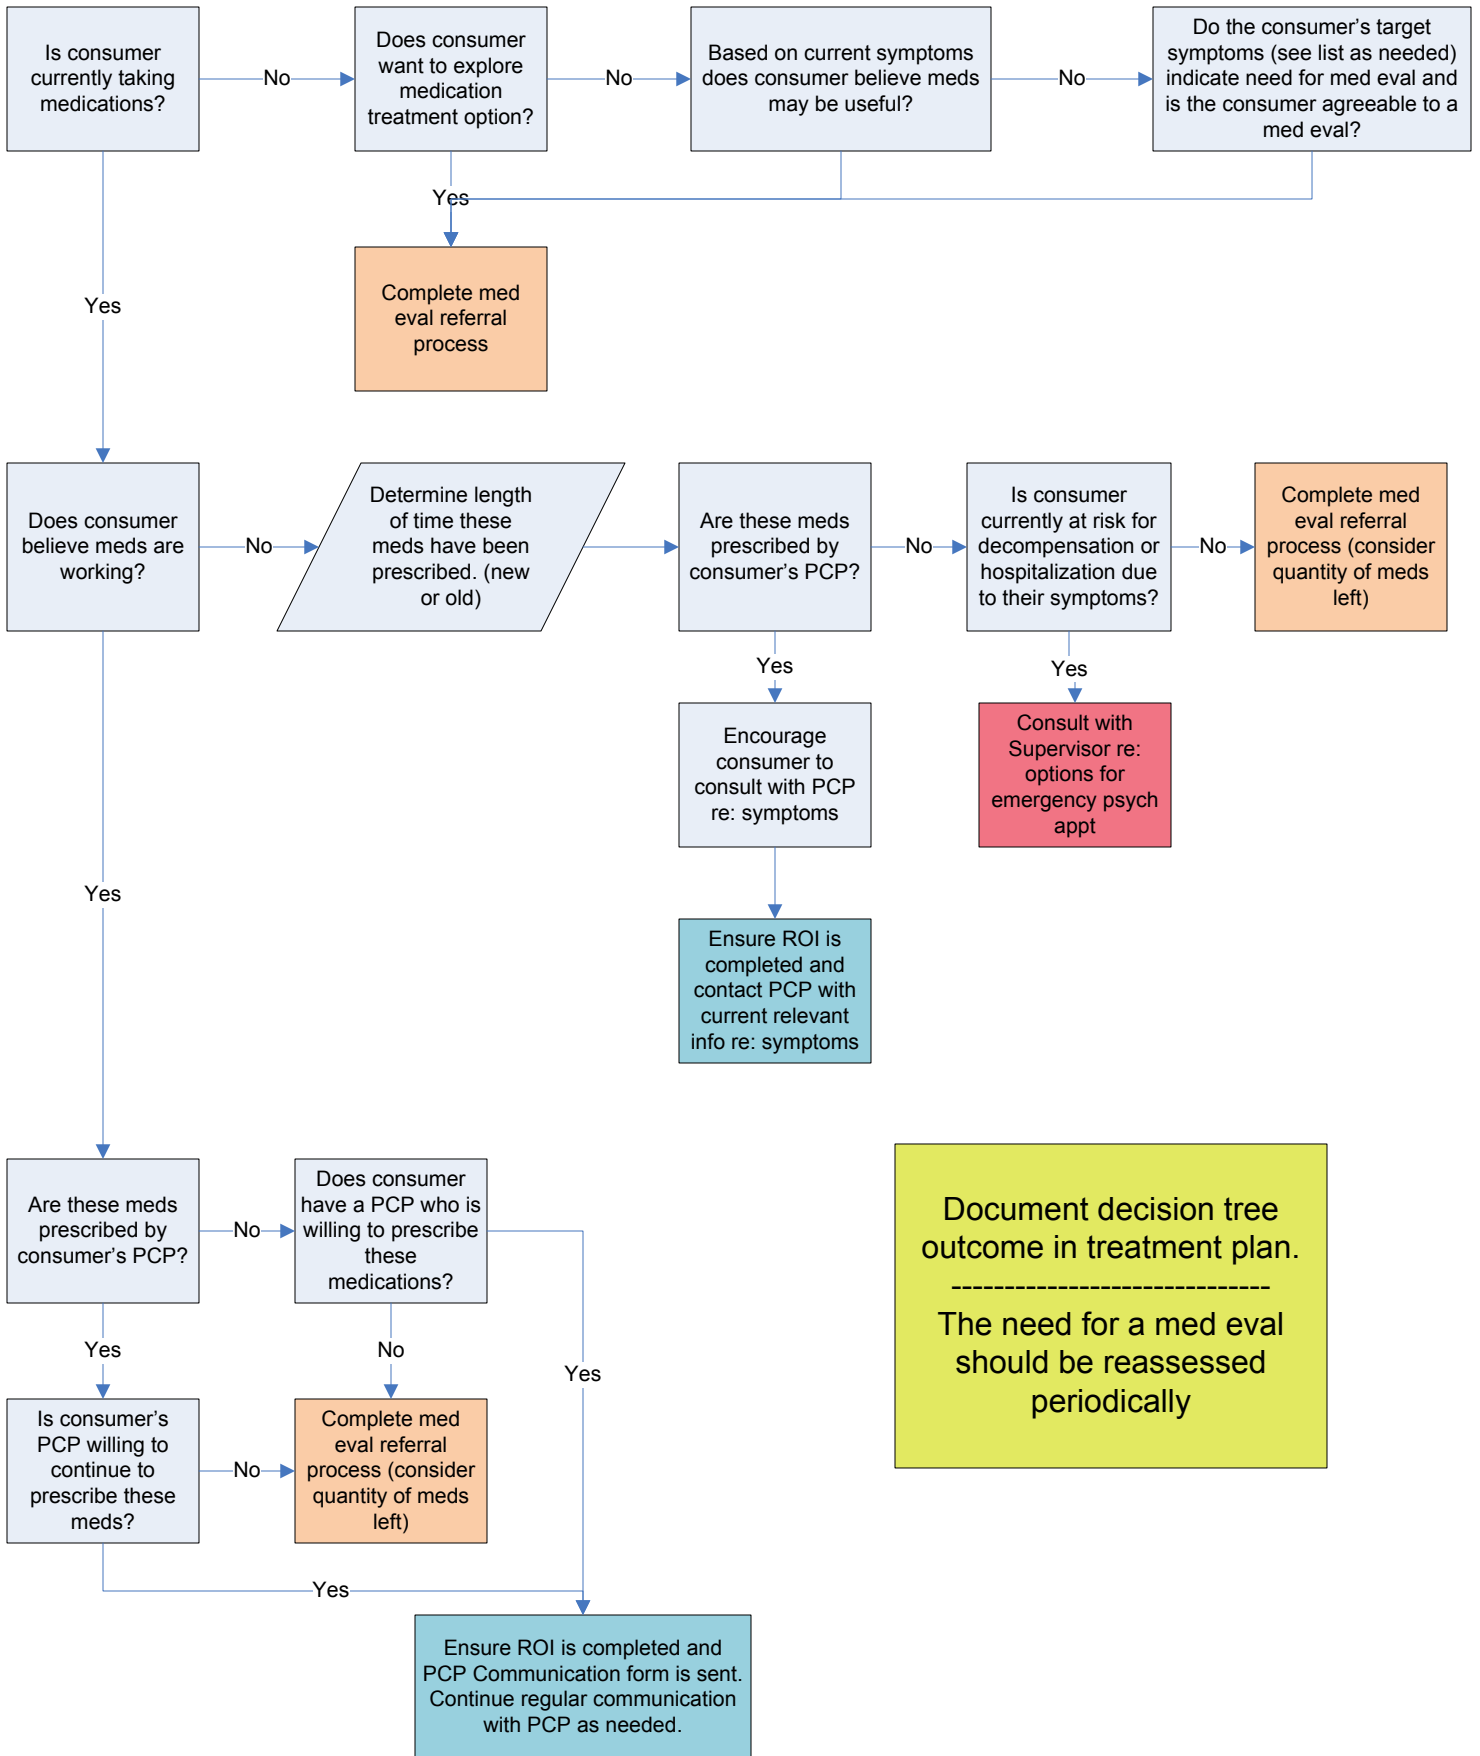 Is consumer
currently taking
medications?
No
Does consumer
want to explore
medication
treatment option?
No
Based on current symptoms
does consumer believe meds
may be useful?
No
Do the consumer’s target
symptoms (see list as needed)
indicate need for med eval and
is the consumer agreeable to a
med eval?
Yes
Complete med
eval referral
process
Yes
Does consumer
believe meds are
working?
No
Determine length
of time these
meds have been
prescribed. (new
or old)
Are these meds
prescribed by
consumer’s PCP?
No
Is consumer
currently at risk for
decompensation or
hospitalization due
to their symptoms?
No
Complete med
eval referral
process (consider
quantity of meds
left)
Yes
Yes
Encourage
consumer to
consult with PCP
re: symptoms
Consult with
Supervisor re:
options for
emergency psych
appt
Yes
Ensure ROI is
completed and
contact PCP with
current relevant
info re: symptoms
Are these meds
prescribed by
consumer’s PCP?
No
Does consumer
have a PCP who is
willing to prescribe
these
medications?
Document decision tree
outcome in treatment plan.
------------------------------
The need for a med eval
should be reassessed
periodically
Yes
No
Yes
Is consumer’s
PCP willing to
continue to
prescribe these
meds?
No
Complete med
eval referral
process (consider
quantity of meds
left)
Yes
Ensure ROI is completed and
PCP Communication form is sent.
Continue regular communication
with PCP as needed.